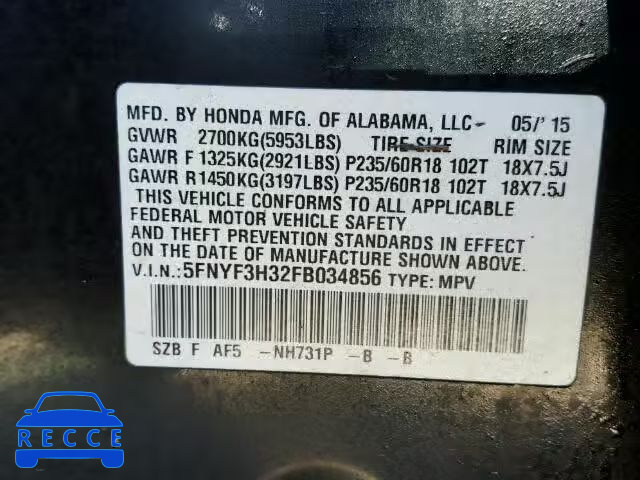 MFD. BY HONDA MFG. OF ALABAMA, LLC- 05/'15
GVWR 2700KG(5953LBS) TIRE SIZE RIM SIZE
GAWR F 1325KG(2921LBS) P235/60R18 102T 18X7.5J
GAWR R1450KG(3197LBS) P235/60R18 102T 18X7.5J
THIS VEHICLE CONFORMS TO ALL APPLICABLE
FEDERAL MOTOR VEHICLE SAFETY
AND THEFT PREVENTION STANDARDS IN EFFECT
ON THE DATE OF MANUFACTURE SHOWN ABOVE.
V.I.N.:5FNYF3H32FB034856 TYPE: MPV
SZB F AF5 -NH731P -B -B
RECCE